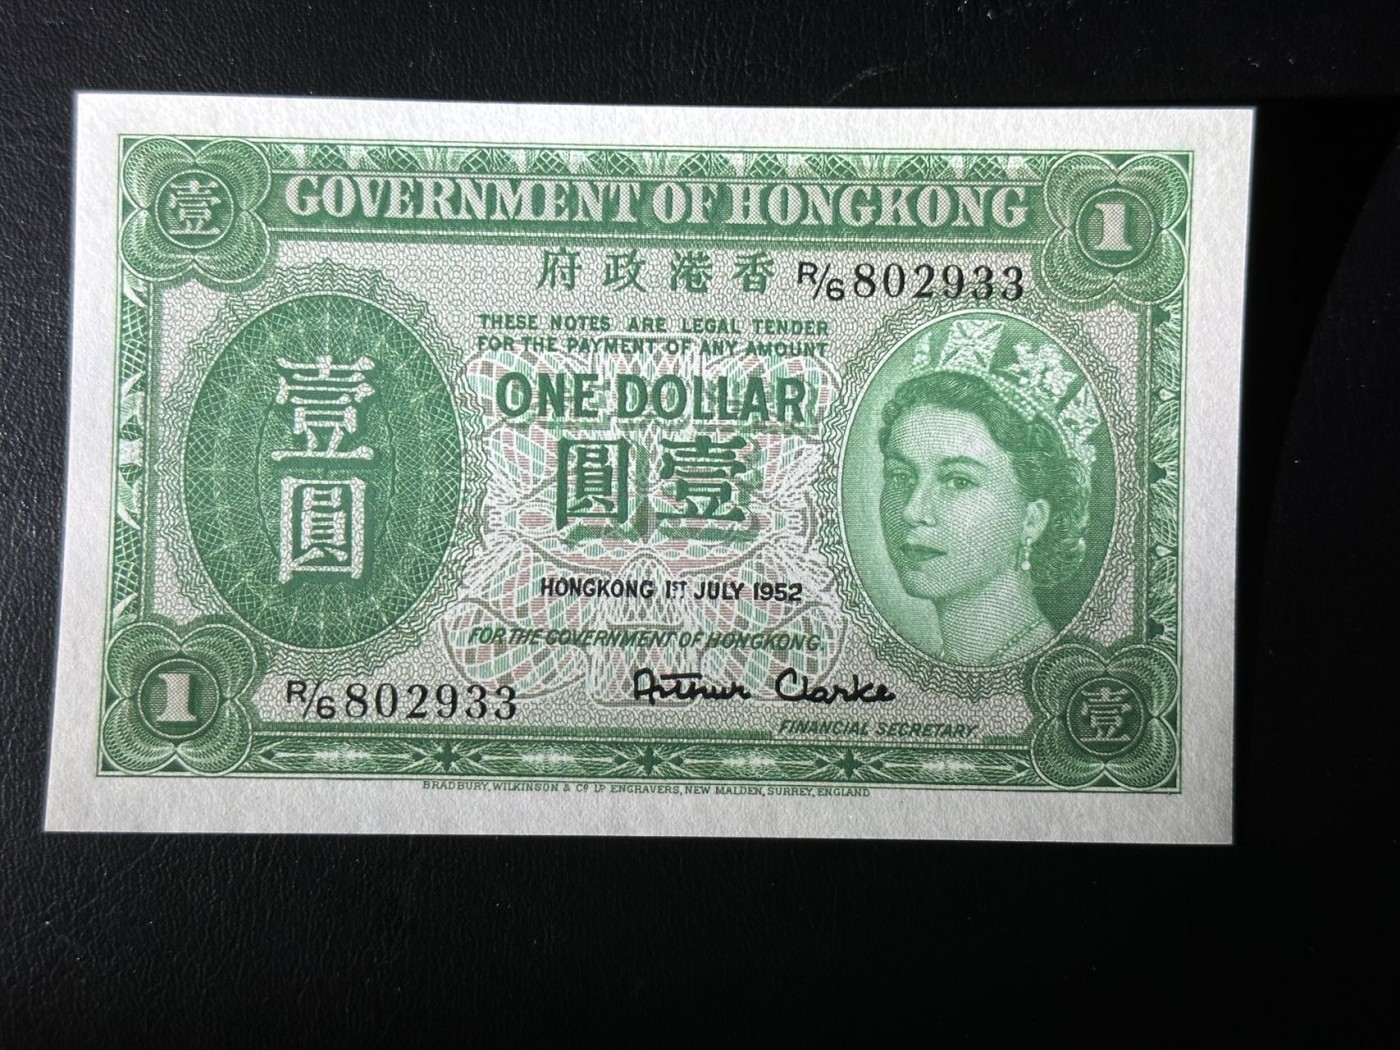 壹
GOVERNMENT OF HONGKONG
1
府政港香
R/6 802933
THESE NOTES ARE LEGAL TENDER
FOR THE PAYMENT OF ANY AMOUNT
ONE DOLLAR
圓壹
壹
圓
HONGKONG 1ST JULY 1952
FOR THE GOVERNMENT OF HONGKONG.
Arthur Clarke
FINANCIAL SECRETARY.
1
R/6 802933
壹
BRADBURY, WILKINSON & Co. LD. ENGRAVERS, NEW MALDEN, SURREY, ENGLAND